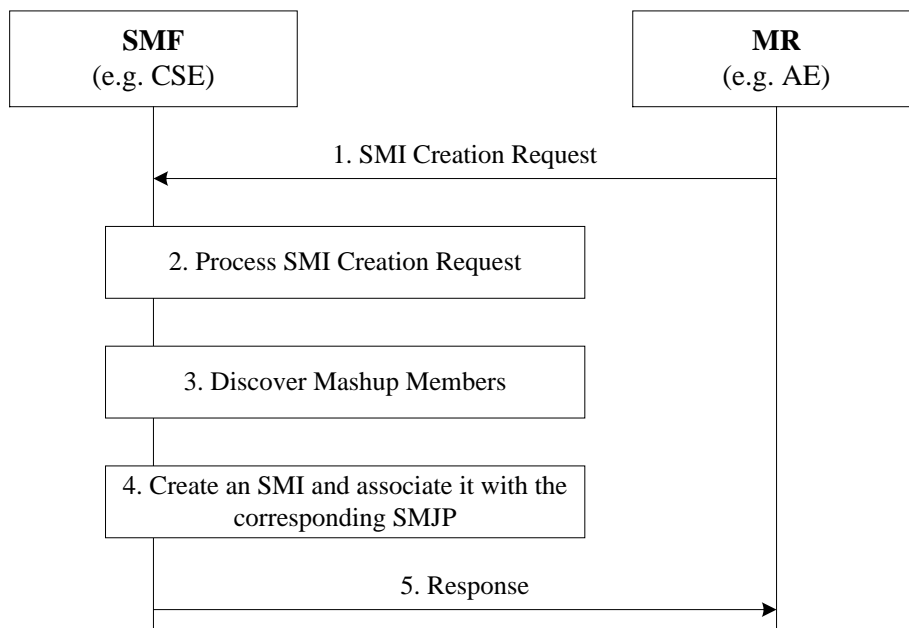 SMF
(e.g. CSE)
MR
(e.g. AE)
1. SMI Creation Request
2. Process SMI Creation Request
3. Discover Mashup Members
4. Create an SMI and associate it with the
corresponding SMJP
5. Response